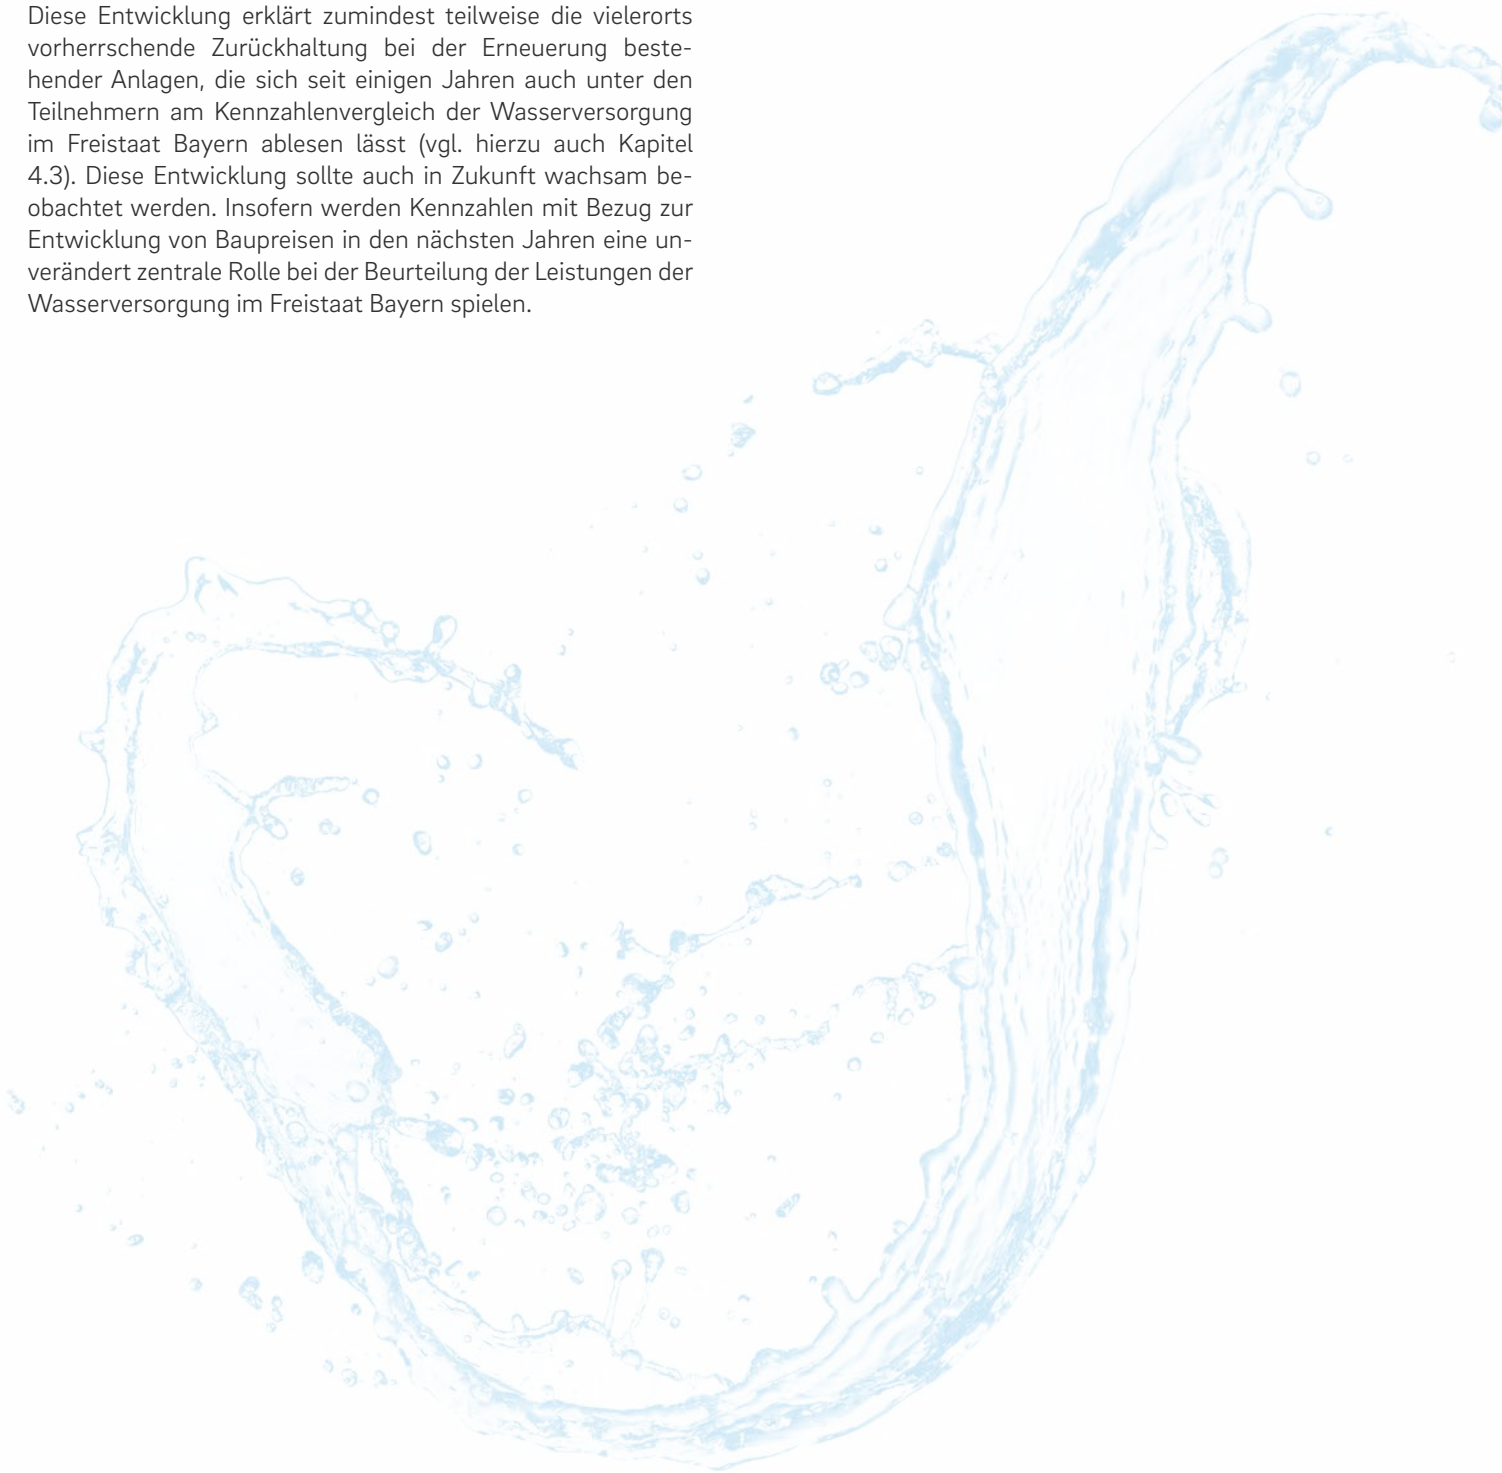 Diese Entwicklung erklärt zumindest teilweise die vielerorts
vorherrschende Zurückhaltung bei der Erneuerung beste-
hender Anlagen, die sich seit einigen Jahren auch unter den
Teilnehmern am Kennzahlenvergleich der Wasserversorgung
im Freistaat Bayern ablesen lässt (vgl. hierzu auch Kapitel
4.3). Diese Entwicklung sollte auch in Zukunft wachsam be-
obachtet werden. Insofern werden Kennzahlen mit Bezug zur
Entwicklung von Baupreisen in den nächsten Jahren eine un-
verändert zentrale Rolle bei der Beurteilung der Leistungen der
Wasserversorgung im Freistaat Bayern spielen.